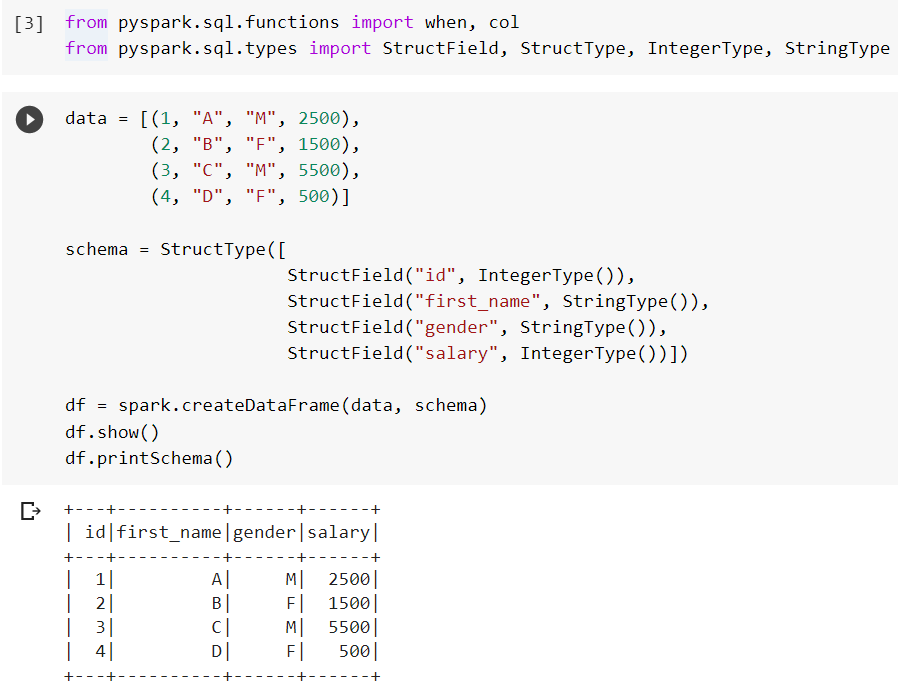 [3] from pyspark.sql.functions import when, col
from pyspark.sql.types import StructField, StructType, IntegerType, StringType
data = [(1, "A", "M", 2500),
        (2, "B", "F", 1500),
        (3, "C", "M", 5500),
        (4, "D", "F", 500)]
schema = StructType([
                     StructField("id", IntegerType()),
                     StructField("first_name", StringType()),
                     StructField("gender", StringType()),
                     StructField("salary", IntegerType())])
df = spark.createDataFrame(data, schema)
df.show()
df.printSchema()
+---+----------+------+------+
| id|first_name|gender|salary|
+---+----------+------+------+
|  1|         A|     M|  2500|
|  2|         B|     F|  1500|
|  3|         C|     M|  5500|
|  4|         D|     F|   500|
+---+----------+------+------+